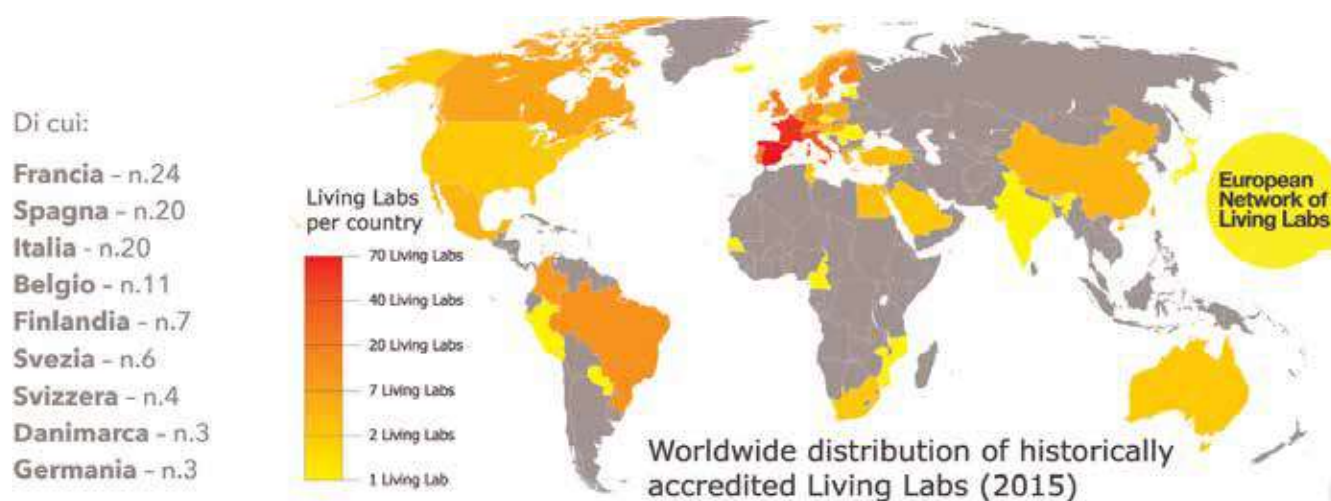 Di cui:
Francia – n.24
Spagna – n.20
Italia – n.20
Belgio – n.11
Finlandia – n.7
Svezia – n.6
Svizzera – n.4
Danimarca – n.3
Germania – n.3
Living Labs
per country
70 Living Labs
40 Living Labs
20 Living Labs
7 Living Labs
2 Living Labs
1 Living Lab
Worldwide distribution of historically
accredited Living Labs (2015)
European
Network of
Living Labs